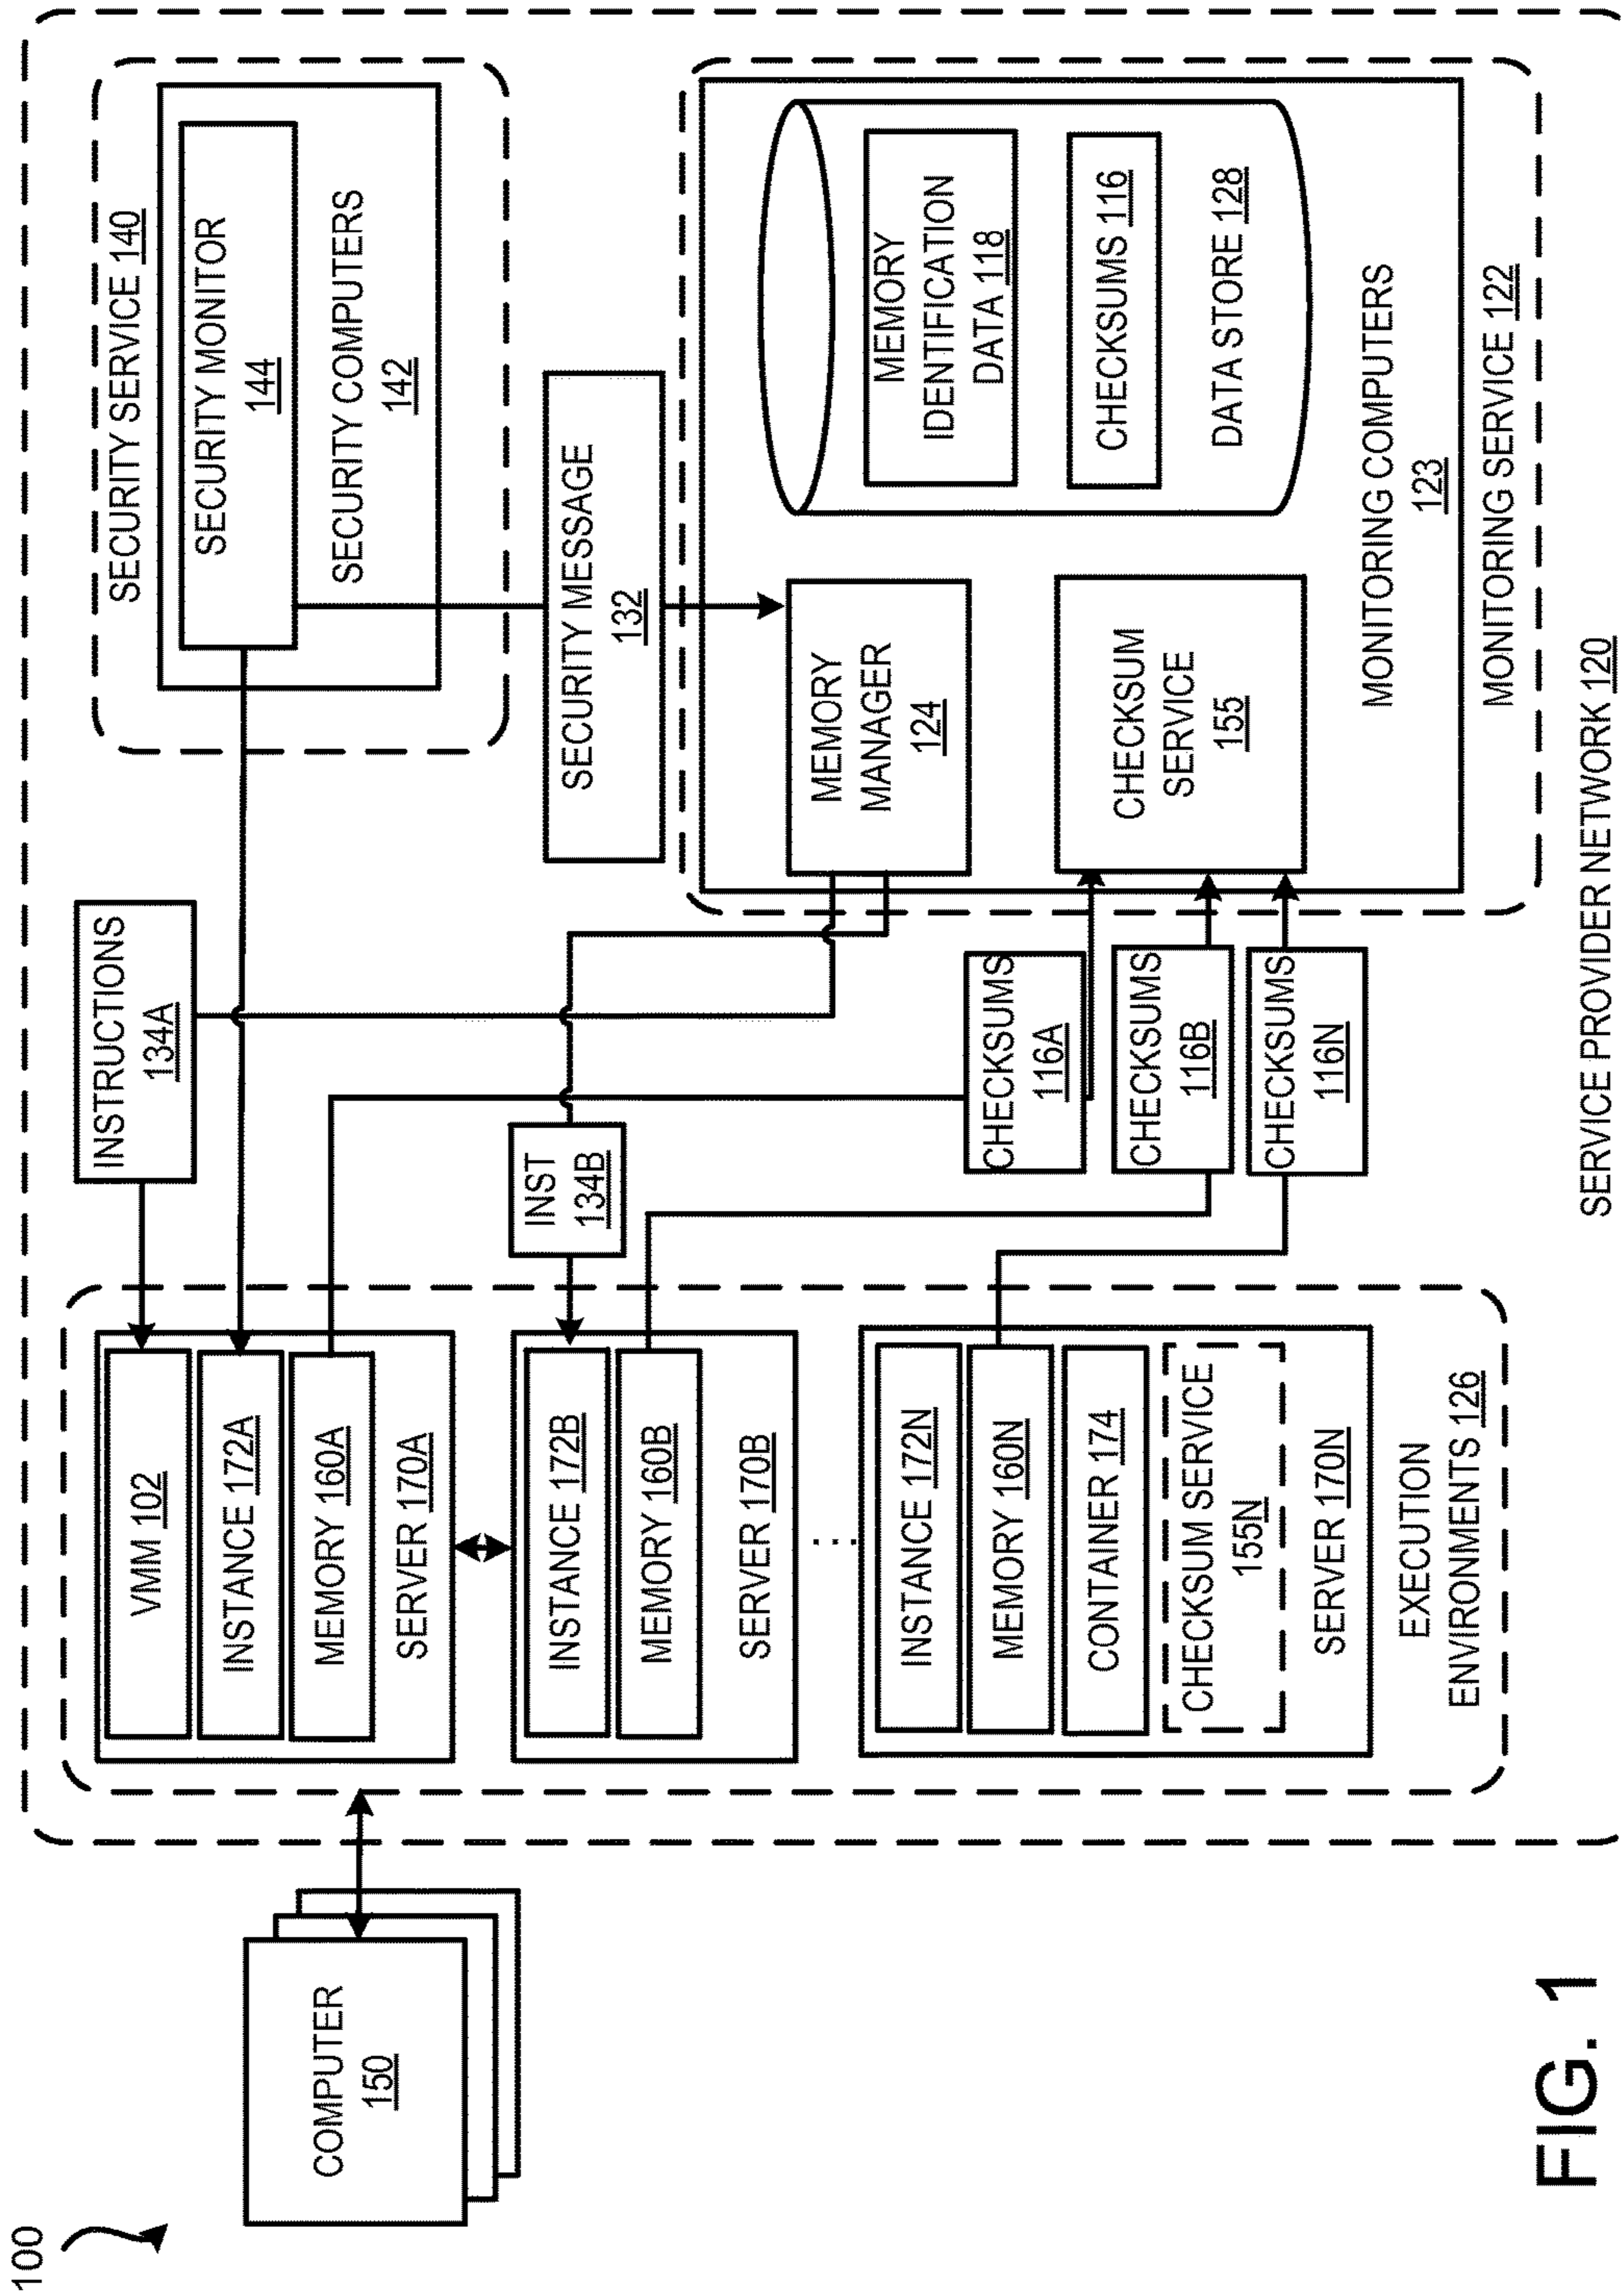 100
COMPUTER
150
VMM 102
INSTANCE 172A
MEMORY 160A
SERVER 170A
INSTANCE 172B
MEMORY 160B
SERVER 170B
...
INSTANCE 172N
MEMORY 160N
CONTAINER 174
CHECKSUM SERVICE
155N
SERVER 170N
EXECUTION
ENVIRONMENTS 126
INSTRUCTIONS
134A
INST
134B
CHECKSUMS
116A
CHECKSUMS
116B
CHECKSUMS
116N
SECURITY SERVICE 140
SECURITY MONITOR
144
SECURITY COMPUTERS
142
SECURITY MESSAGE
132
MEMORY
MANAGER
124
CHECKSUM
SERVICE
155
MEMORY
IDENTIFICATION
DATA 118
CHECKSUMS 116
DATA STORE 128
MONITORING COMPUTERS
123
MONITORING SERVICE 122
SERVICE PROVIDER NETWORK 120
FIG. 1